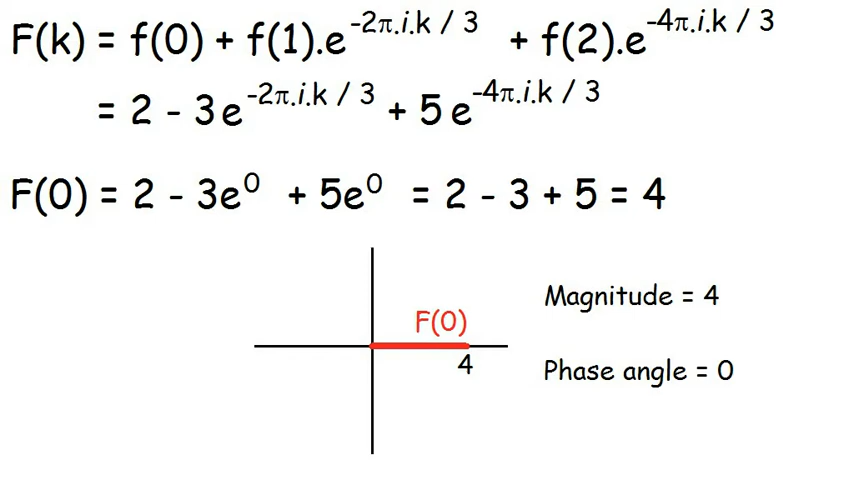 F(k) = f(0) + f(1).e^-2π.i.k / 3 + f(2).e^-4π.i.k / 3
= 2 - 3e^-2π.i.k / 3 + 5e^-4π.i.k / 3
F(0) = 2 - 3e^0 + 5e^0 = 2 - 3 + 5 = 4
Magnitude = 4
F(0)
4
Phase angle = 0